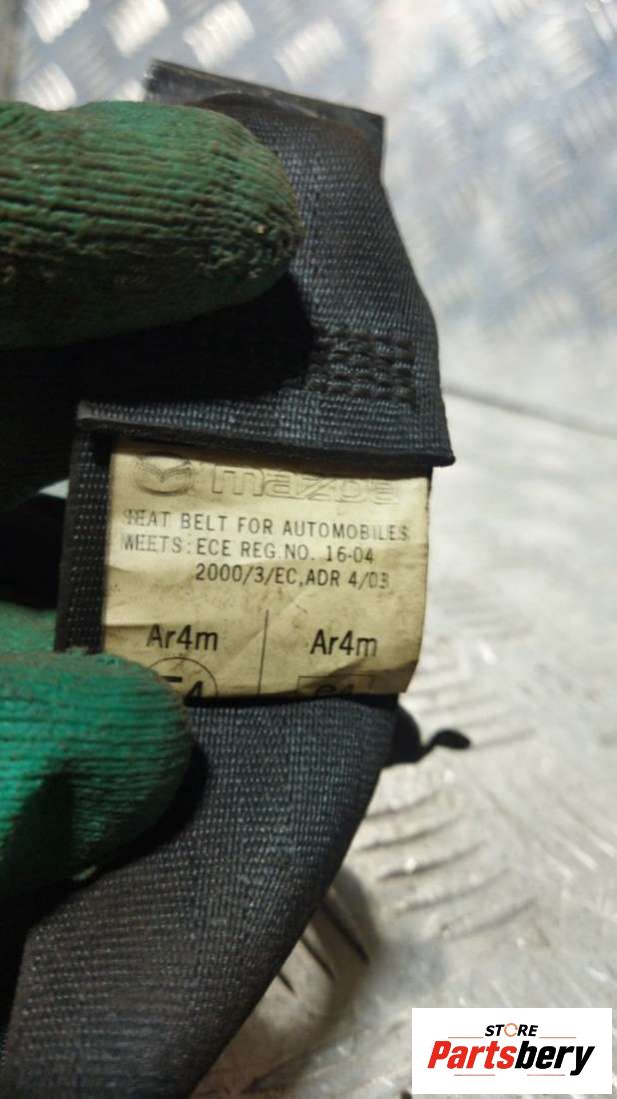 mazda
SEAT BELT FOR AUTOMOBILES
MEETS: ECE REG. NO. 16-04
2000/3/EC, ADR 4/03
Ar4m Ar4m
STORE
Partsbery